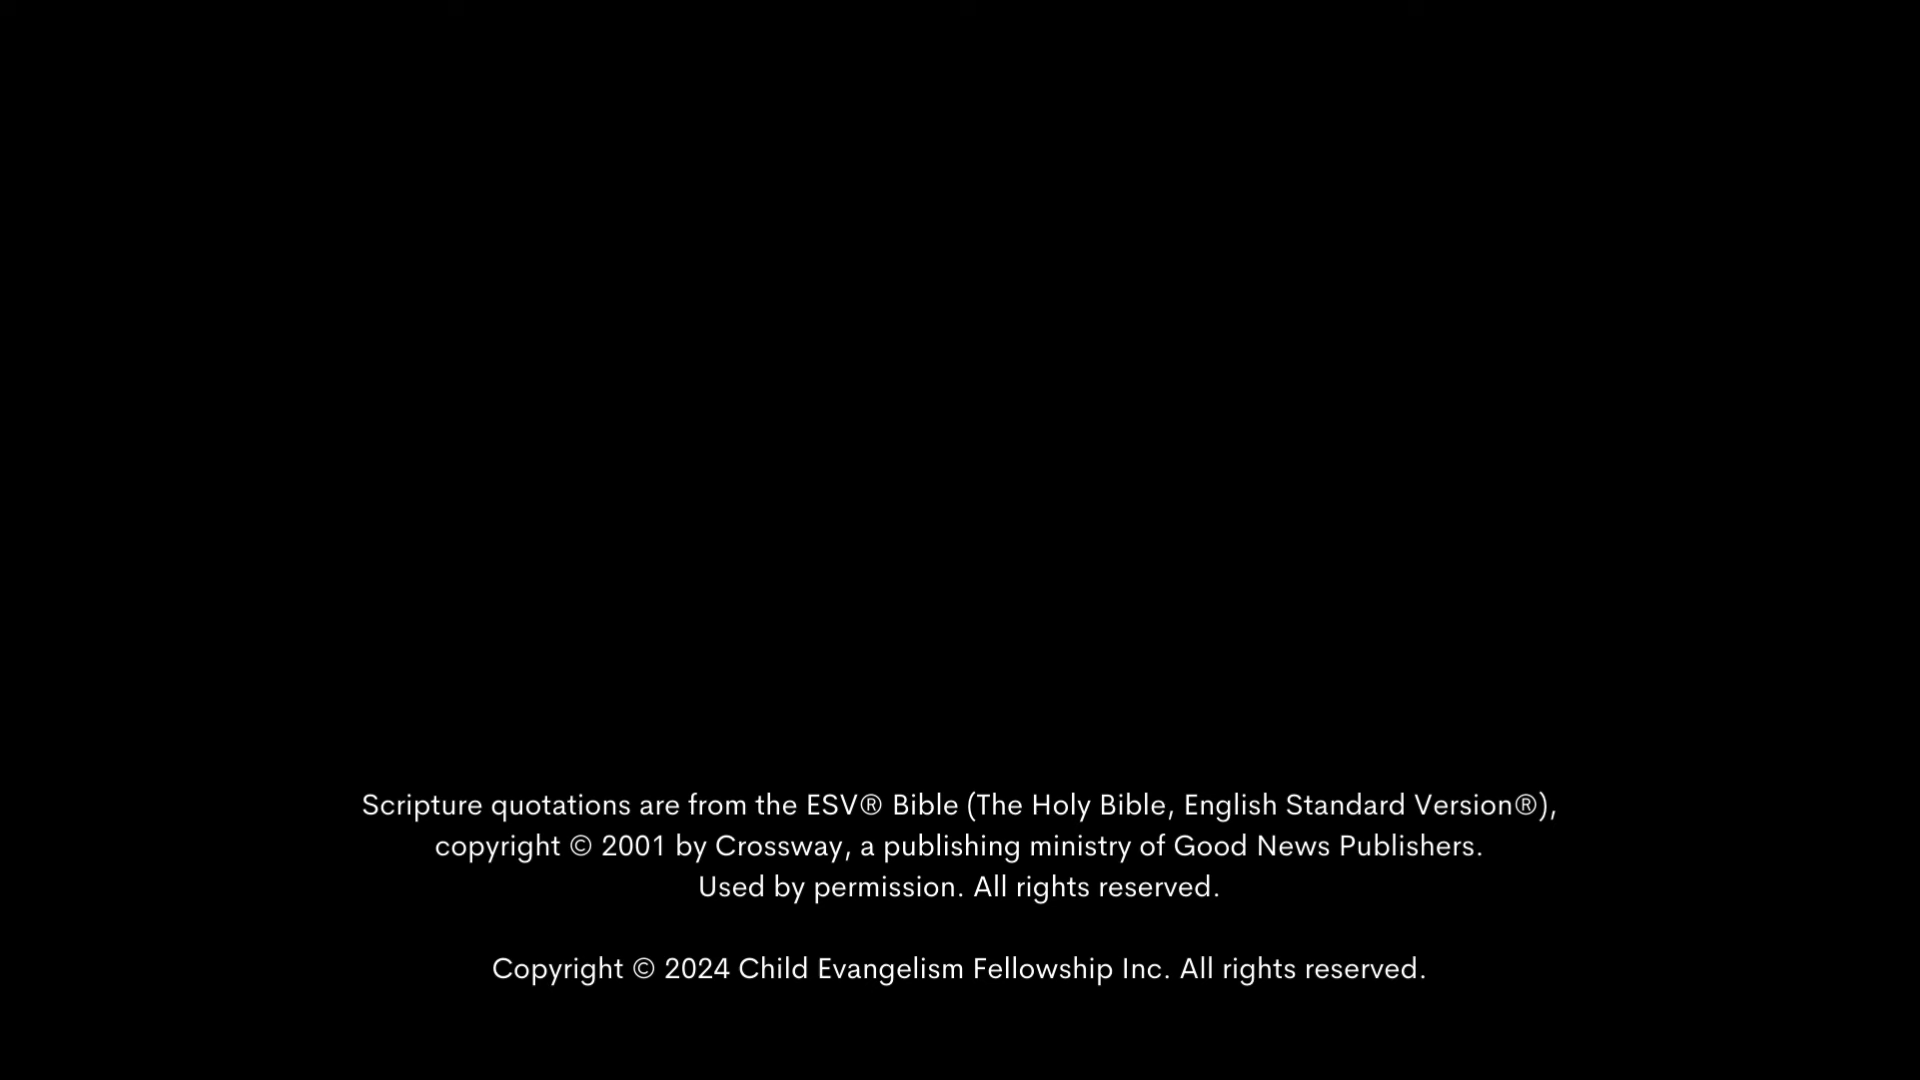 Scripture quotations are from the ESV® Bible (The Holy Bible, English Standard Version®),
copyright © 2001 by Crossway, a publishing ministry of Good News Publishers.
Used by permission. All rights reserved.
Copyright © 2024 Child Evangelism Fellowship Inc. All rights reserved.